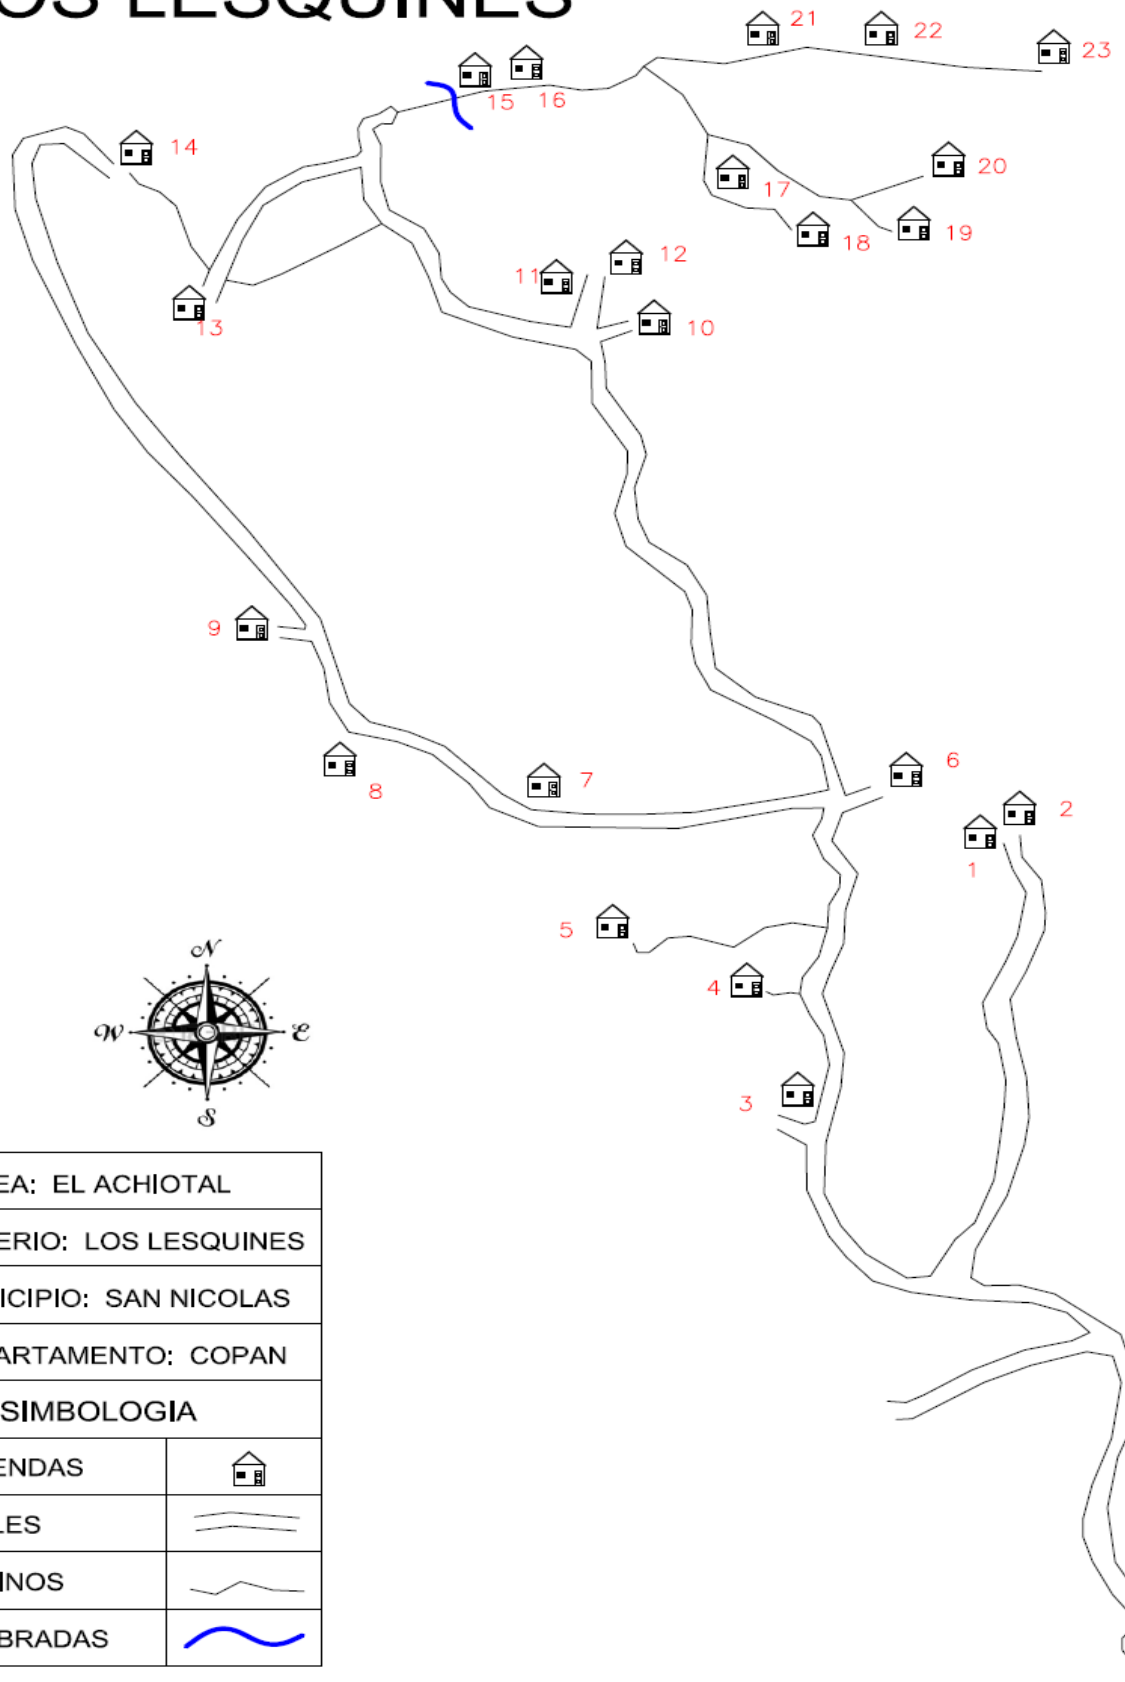 OS LESQUINES
21
22
23
15
16
14
17
20
18
19
12
11
10
13
9
6
7
8
2
1
5
4
3
N
W
E
S
EA: EL ACHIOTAL
ERIO: LOS LESQUINES
ICIPIO: SAN NICOLAS
ARTAMENTO: COPAN
SIMBOLOGIA
ENDAS
LES
INOS
BRADAS